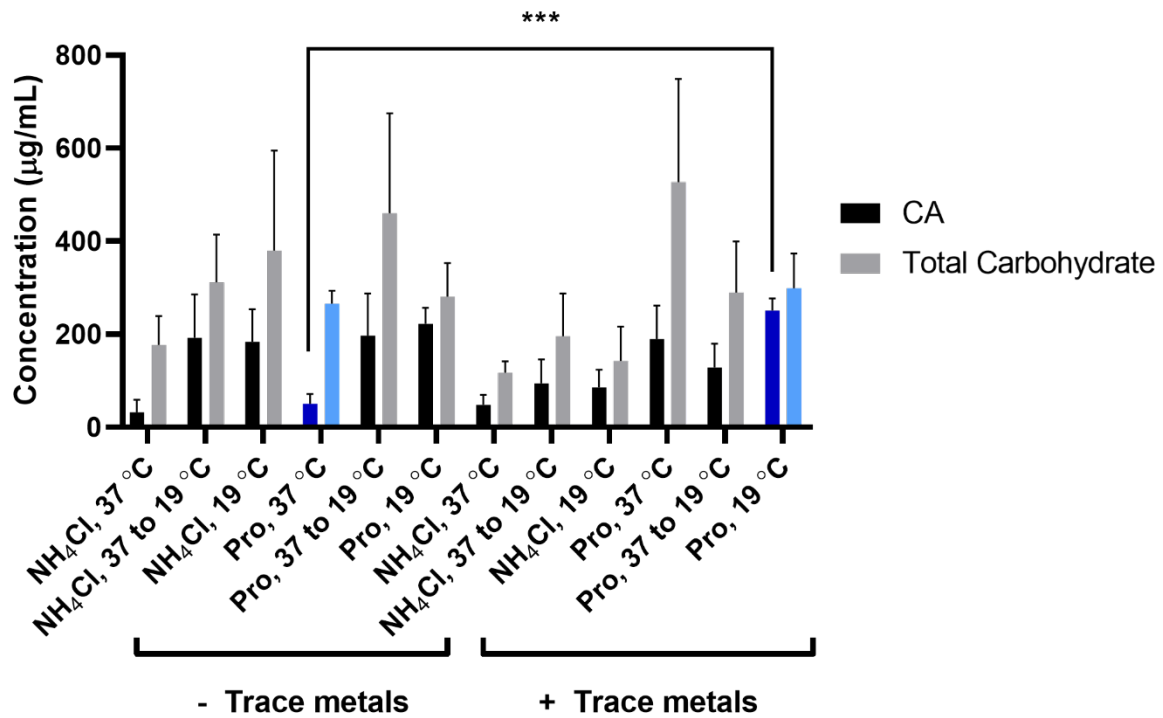 ***
Concentration (μg/mL)
800
600
400
200
0
CA
Total Carbohydrate
NH₄Cl, 37 °C
NH₄Cl, 37 to 19 °C
NH₄Cl, 19 °C
Pro, 37 °C
Pro, 37 to 19 °C
Pro, 19 °C
NH₄Cl, 37 °C
NH₄Cl, 37 to 19 °C
NH₄Cl, 19 °C
Pro, 37 °C
Pro, 37 to 19 °C
Pro, 19 °C
- Trace metals
+ Trace metals